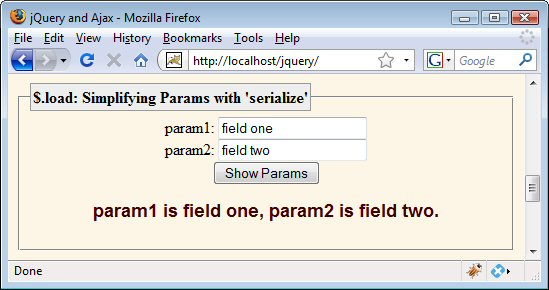 jQuery and Ajax - Mozilla Firefox
File Edit View History Bookmarks Tools Help
http://localhost/jquery/ G Google
$.load: Simplifying Params with 'serialize'
param1: field one
param2: field two
Show Params
param1 is field one, param2 is field two.
Done